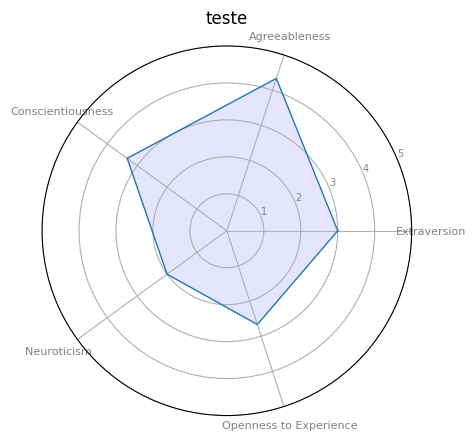 teste
Agreeableness
Conscientiousness
5
4
3
2
1
Extraversion
Neuroticism
Openness to Experience